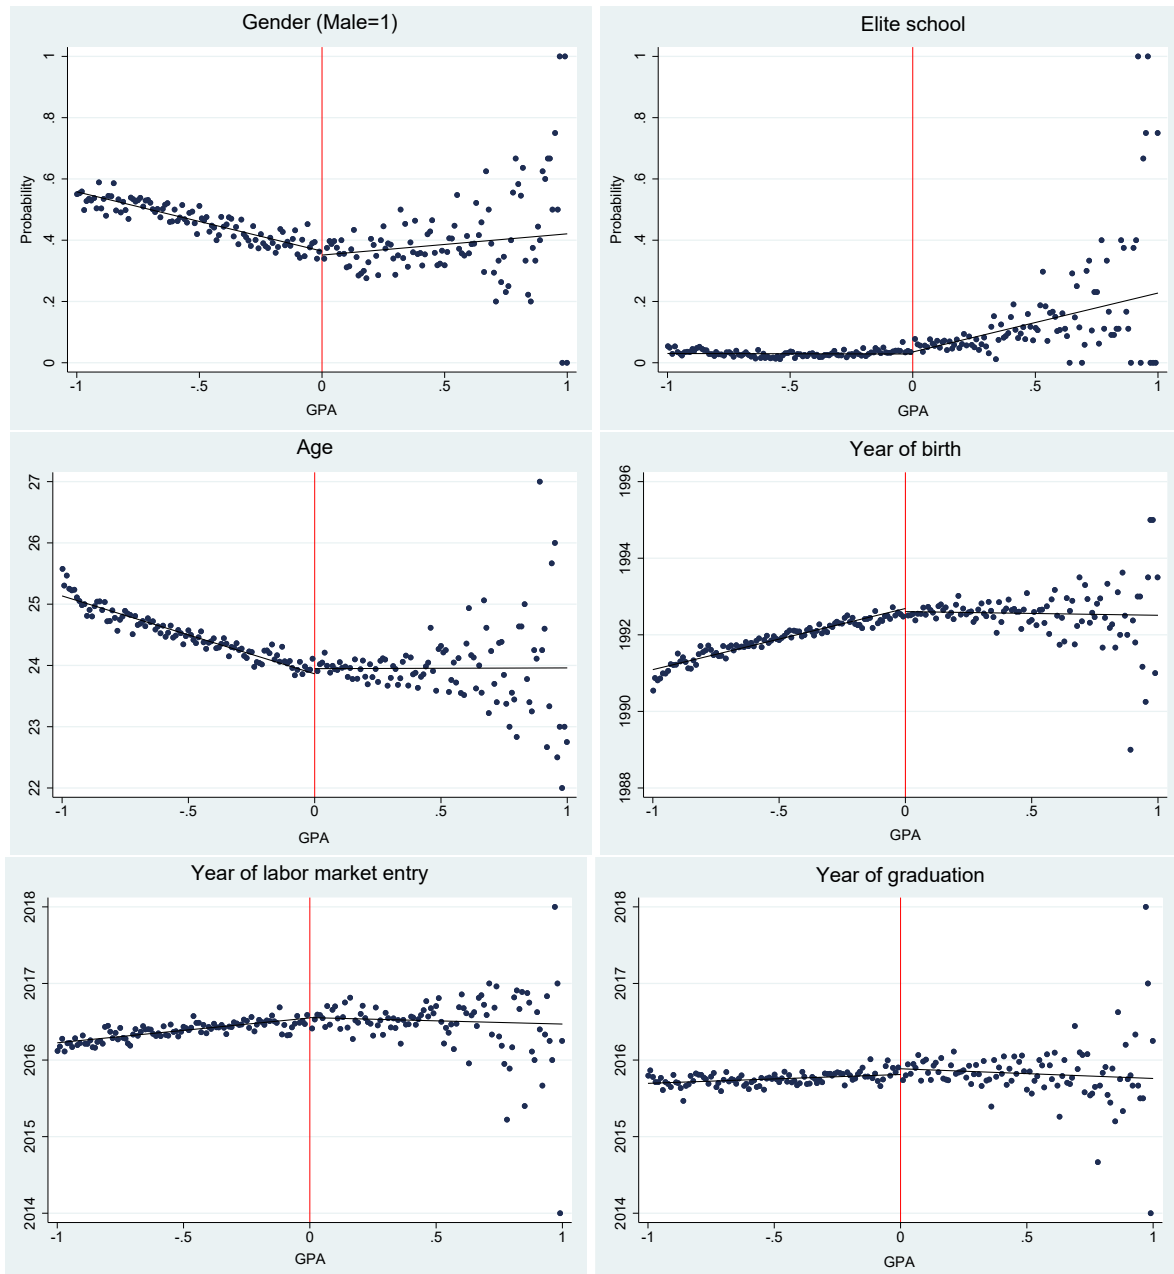 Gender (Male=1)
Probability
1
.8
.6
.4
.2
0
-1 -.5 0 .5 1
GPA
Elite school
Probability
1
.8
.6
.4
.2
0
-1 -.5 0 .5 1
GPA
Age
27
26
25
24
23
22
-1 -.5 0 .5 1
GPA
Year of birth
1996
1994
1992
1990
1988
-1 -.5 0 .5 1
GPA
Year of labor market entry
2018
2017
2016
2015
2014
-1 -.5 0 .5 1
GPA
Year of graduation
2018
2017
2016
2015
2014
-1 -.5 0 .5 1
GPA